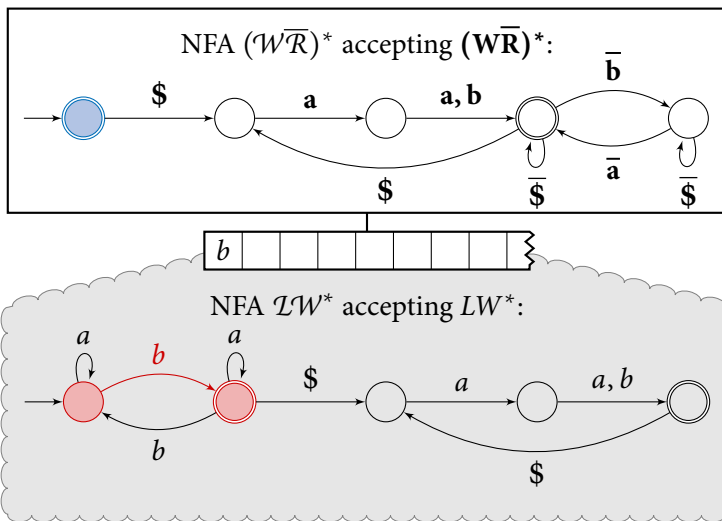 NFA (𝒲ℛ̅)* accepting (WR̅)*:
b̅
$ a a, b
$ $̅ a̅ $̅
b
NFA ℒ𝒲* accepting LW*:
a b a $ a a, b
b $